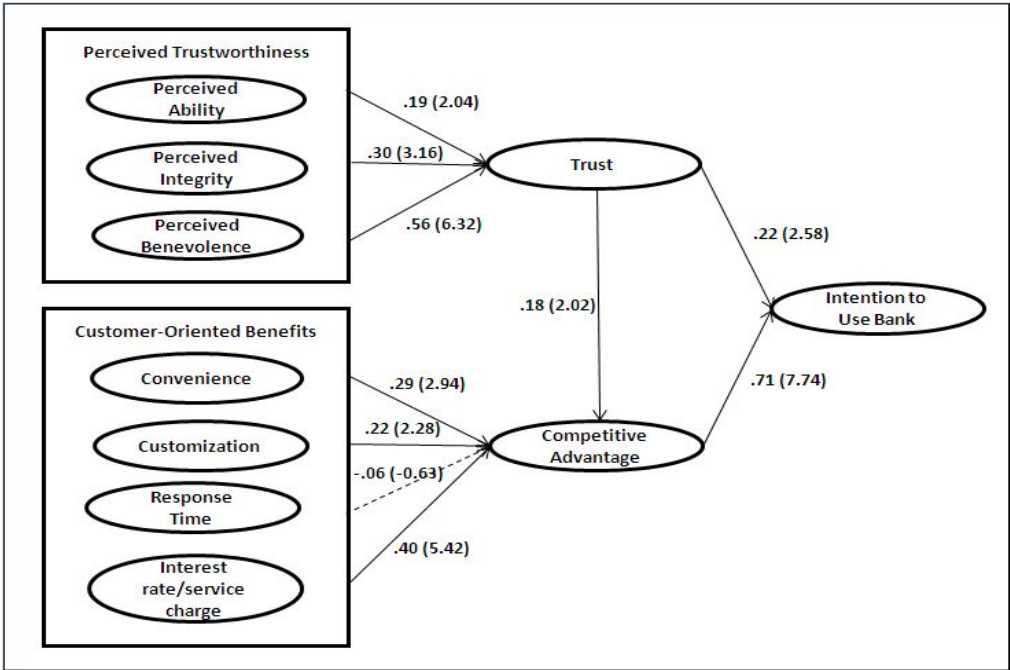 Perceived Trustworthiness
Perceived
Ability
Perceived
Integrity
Perceived
Benevolence
.19 (2.04)
.30 (3.16)
.56 (6.32)
Trust
.22 (2.58)
.18 (2.02)
Intention to
Use Bank
.71 (7.74)
Customer-Oriented Benefits
Convenience
Customization
Response
Time
Interest
rate/service
charge
.29 (2.94)
.22 (2.28)
-.06 (-0.63)
.40 (5.42)
Competitive
Advantage